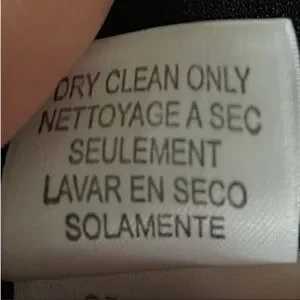 DRY CLEAN ONLY
NETTOYAGE A SEC
SEULEMENT
LAVAR EN SECO
SOLAMENTE